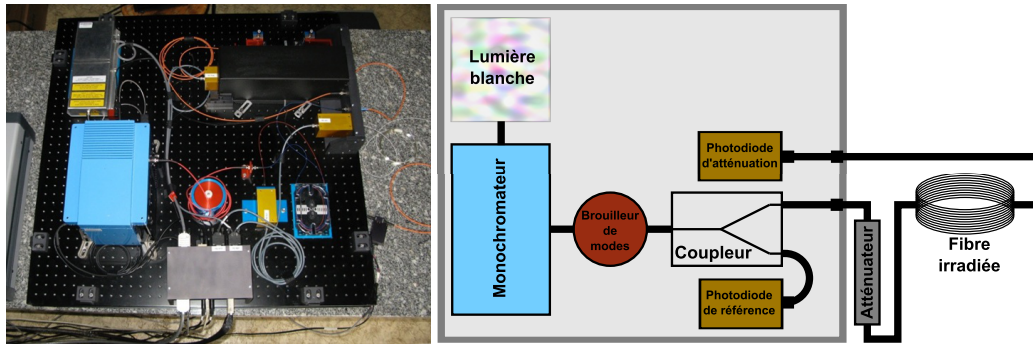 Lumière
blanche
Monochromateur
Brouilleur
de
modes
Coupleur
Photodiode
d'atténuation
Photodiode
de référence
Atténuateur
Fibre
irradiée